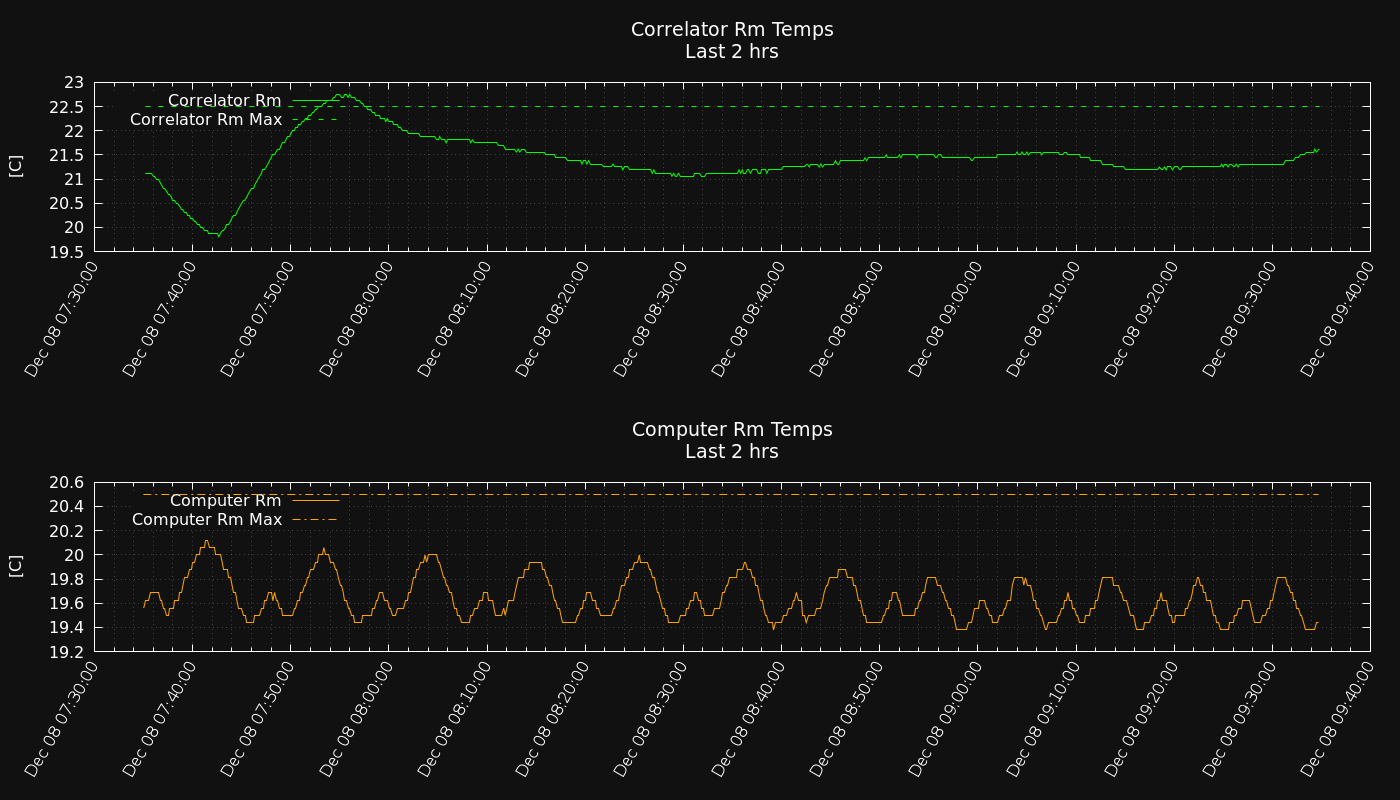 Correlator Rm Temps
Last 2 hrs
23
22.5
22
21.5
21
20.5
20
19.5
[C]
Correlator Rm
Correlator Rm Max
Dec 08 07:30:00
Dec 08 07:40:00
Dec 08 07:50:00
Dec 08 08:00:00
Dec 08 08:10:00
Dec 08 08:20:00
Dec 08 08:30:00
Dec 08 08:40:00
Dec 08 08:50:00
Dec 08 09:00:00
Dec 08 09:10:00
Dec 08 09:20:00
Dec 08 09:30:00
Dec 08 09:40:00
Computer Rm Temps
Last 2 hrs
20.6
20.4
20.2
20
19.8
19.6
19.4
19.2
[C]
Computer Rm
Computer Rm Max
Dec 08 07:30:00
Dec 08 07:40:00
Dec 08 07:50:00
Dec 08 08:00:00
Dec 08 08:10:00
Dec 08 08:20:00
Dec 08 08:30:00
Dec 08 08:40:00
Dec 08 08:50:00
Dec 08 09:00:00
Dec 08 09:10:00
Dec 08 09:20:00
Dec 08 09:30:00
Dec 08 09:40:00